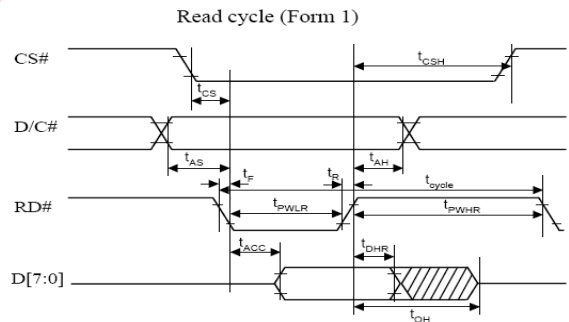 Read cycle (Form 1)
CS#
tCSH
tCS
D/C#
tAS
tAH
tF
tR
tcycle
RD#
tPWLR
tPWHR
tACC
tDHR
D[7:0]
tOH